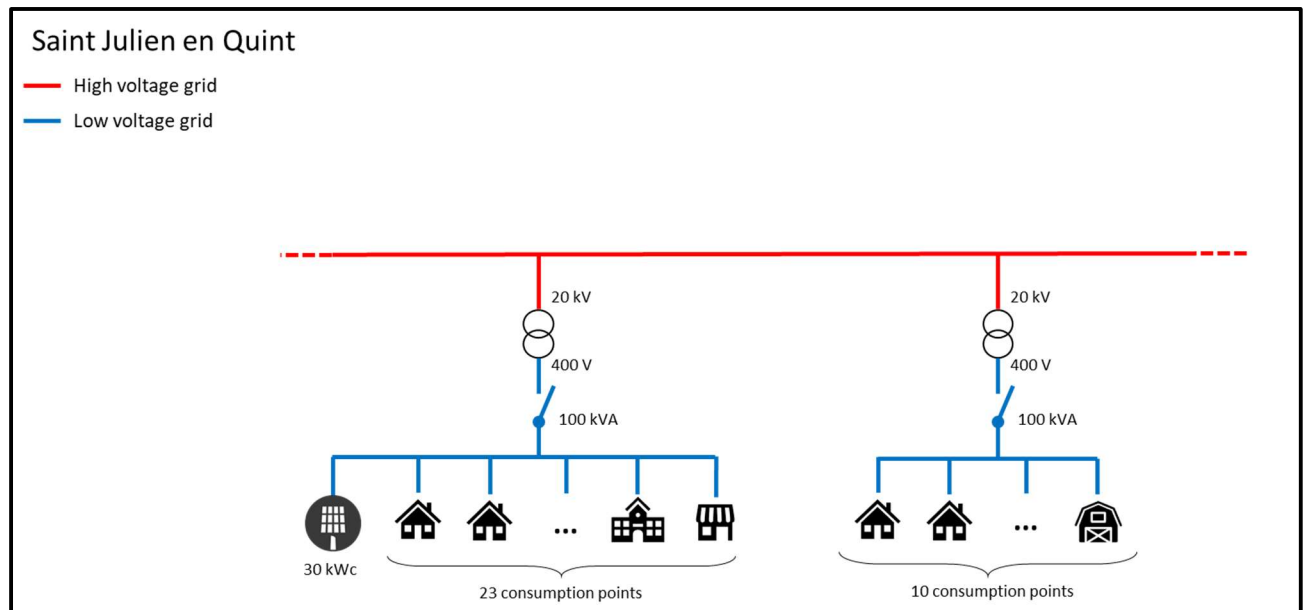 Saint Julien en Quint
High voltage grid
Low voltage grid
20 kV
20 kV
400 V
400 V
100 kVA
100 kVA
...
...
30 kWc
23 consumption points
10 consumption points